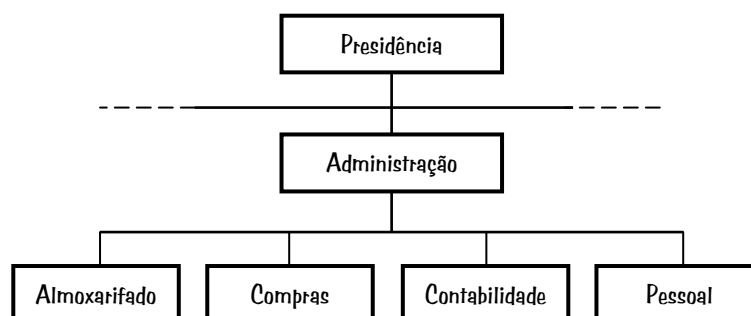 Presidência
Administração
Almoxarifado
Compras
Contabilidade
Pessoal